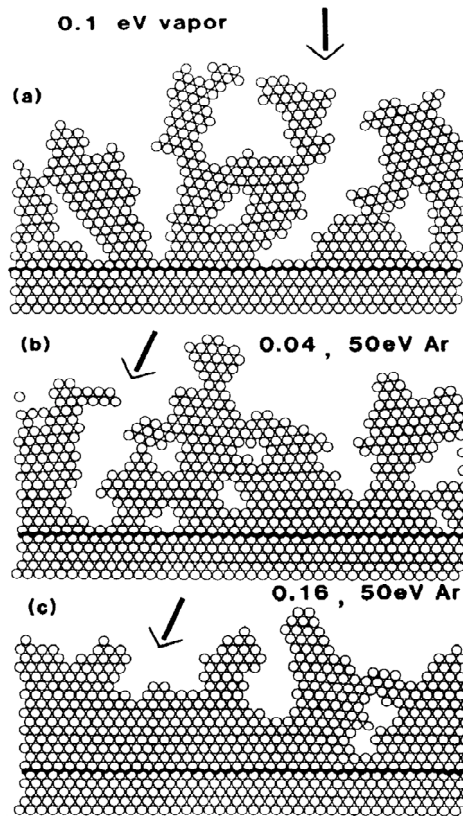 0.1 eV vapor
(a)
(b)
0.04 , 50eV Ar
(c)
0.16 , 50eV Ar